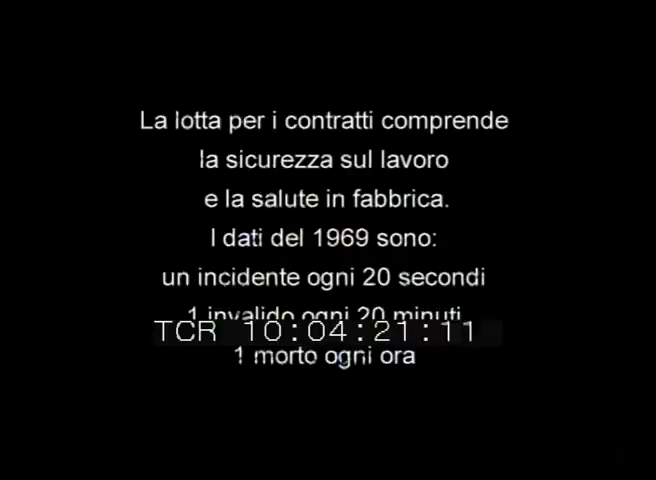 La lotta per i contratti comprende
la sicurezza sul lavoro
e la salute in fabbrica.
I dati del 1969 sono:
un incidente ogni 20 secondi
1 invalido ogni 20 minuti
TCR 10:04:21:11
1 morto ogni ora